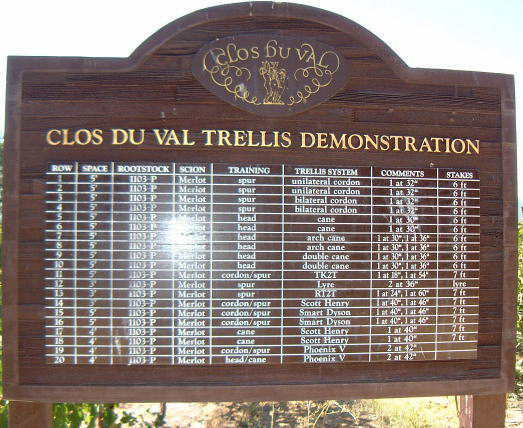 CLOS DU VAL
CLOS DU VAL TRELLIS DEMONSTRATION
ROW SPACE ROOTSTOCK SCION TRAINING TRELLIS SYSTEM COMMENTS STAKES
1 5' 1103-P Merlot spur unilateral cordon 1 at 32" 6 ft
2 5' 1103-P Merlot spur unilateral cordon 1 at 32" 6 ft
3 5' 1103-P Merlot spur bilateral cordon 1 at 32" 6 ft
4 5' 1103-P Merlot spur bilateral cordon 1 at 32" 6 ft
5 5' 1103-P Merlot head cane 1 at 30" 6 ft
6 5' 1103-P Merlot head cane 1 at 30" 6 ft
7 5' 1103-P head arch cane 1 at 30", 1 at 36" 6 ft
8 5' 1103-P head arch cane 1 at 30", 1 at 36" 6 ft
9 5' 1103-P Merlot head double cane 1 at 30", 1 at 36" 6 ft
10 5' 1103-P Merlot head double cane 1 at 30", 1 at 36" 6 ft
11 5' 1103-P Merlot cordon/spur TK2T 1 at 18", 1 at 54" 7 ft
12 1103-P Merlot spur Lyre 2 at 36" lyre
13 1103-P Merlot spur RT2T 1 at 24", 1 at 60" 7 ft
14 5' 1103-P Merlot cordon/spur Scott Henry 1 at 40", 1 at 46" 7 ft
15 5' 1103-P Merlot cordon/spur Smart Dyson 1 at 40", 1 at 46" 7 ft
16 5' 1103-P Merlot cordon/spur Smart Dyson 1 at 40", 1 at 46" 7 ft
17 1103-P Merlot head Scott Henry 1 at 40" 7 ft
18 4' 1103-P Merlot cane Scott Henry 1 at 40" 7 ft
19 4' 1103-P Merlot cordon/spur Phoenix V 2 at 42"
20 4' 1103-P Merlot head/cane Phoenix V 2 at 42"